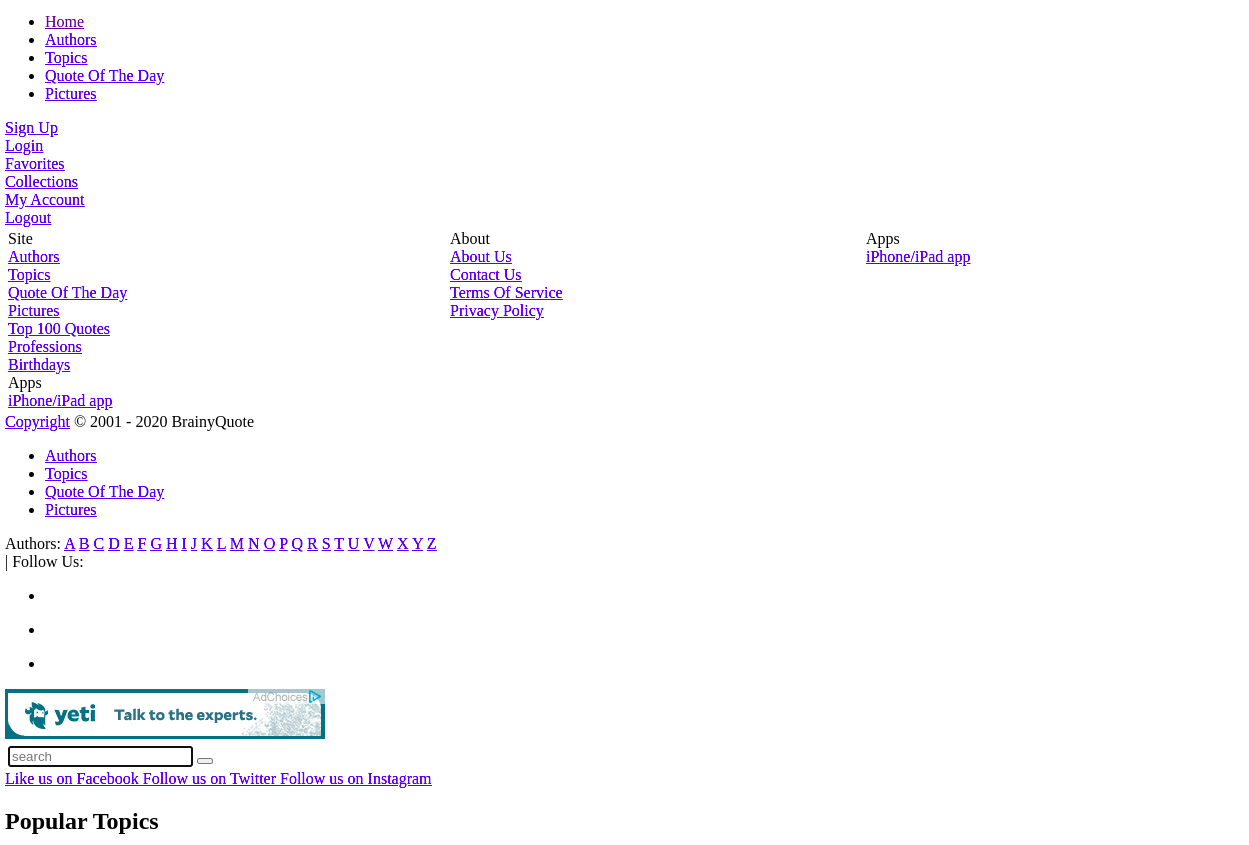 Home
Authors
Topics
Quote Of The Day
Pictures
Sign Up
Login
Favorites
Collections
My Account
Logout
Site
Authors
Topics
Quote Of The Day
Pictures
Top 100 Quotes
Professions
Birthdays
Apps
iPhone/iPad app
About
About Us
Contact Us
Terms Of Service
Privacy Policy
Apps
iPhone/iPad app
Copyright © 2001 - 2020 BrainyQuote
Authors
Topics
Quote Of The Day
Pictures
Authors: A B C D E F G H I J K L M N O P Q R S T U V W X Y Z
| Follow Us:
AdChoices
yeti Talk to the experts.
search
Like us on Facebook Follow us on Twitter Follow us on Instagram
Popular Topics